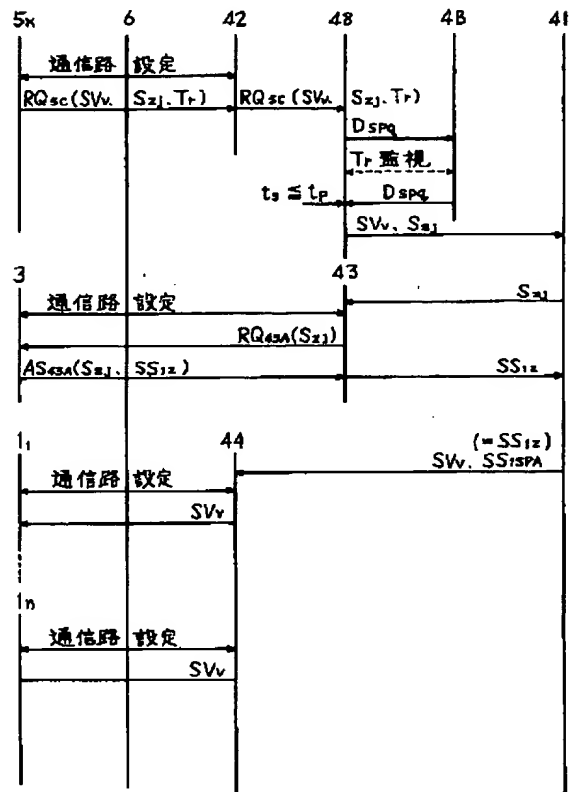 5x 6 42 48 4B 41
通信路 設定
RQsc(SVv. Szj.Tr) RQsc(SVv. Szj.Tr)
Dspq
Tr 監視
ts ≦ tp Dspq
SVv、Szj
3 43
通信路 設定 Szj
RQ43A(Szj)
AS43A(Szj、SS1z) SS1z
1₁ 44 (=SS1z)
通信路 設定 SVv、SS1SPA
SVv
1n
通信路 設定
SVv